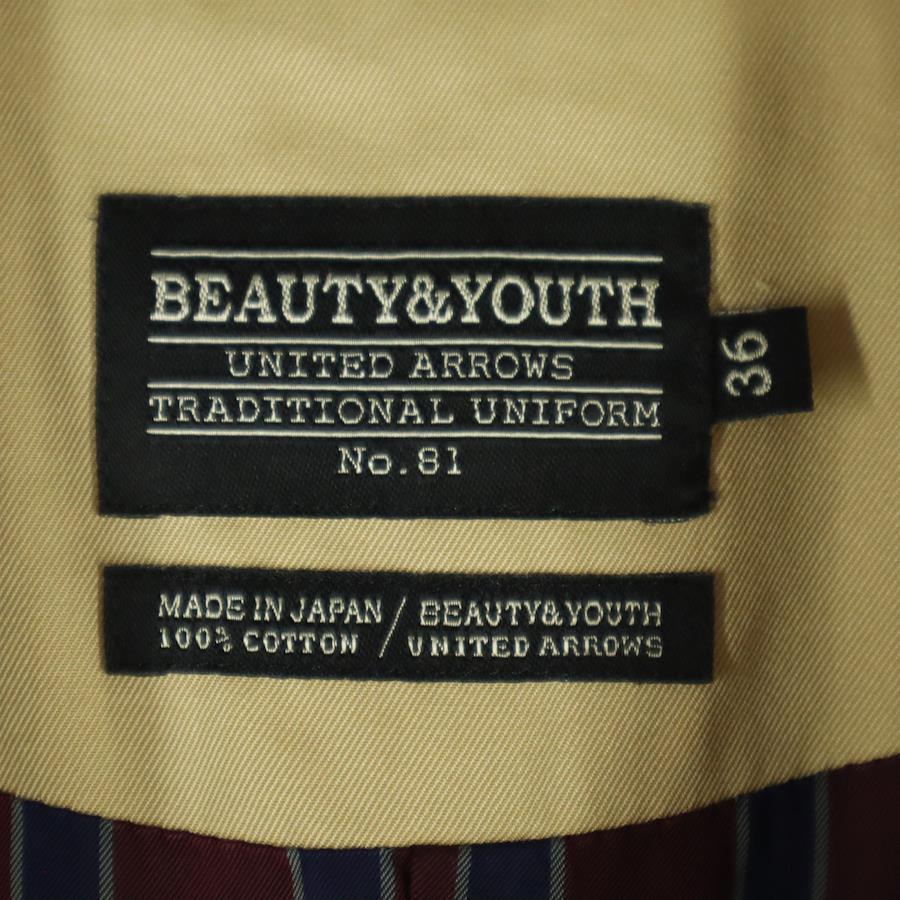 BEAUTY&YOUTH
UNITED ARROWS
TRADITIONAL UNIFORM
No.81
36
MADE IN JAPAN / BEAUTY&YOUTH
100% COTTON / UNITED ARROWS